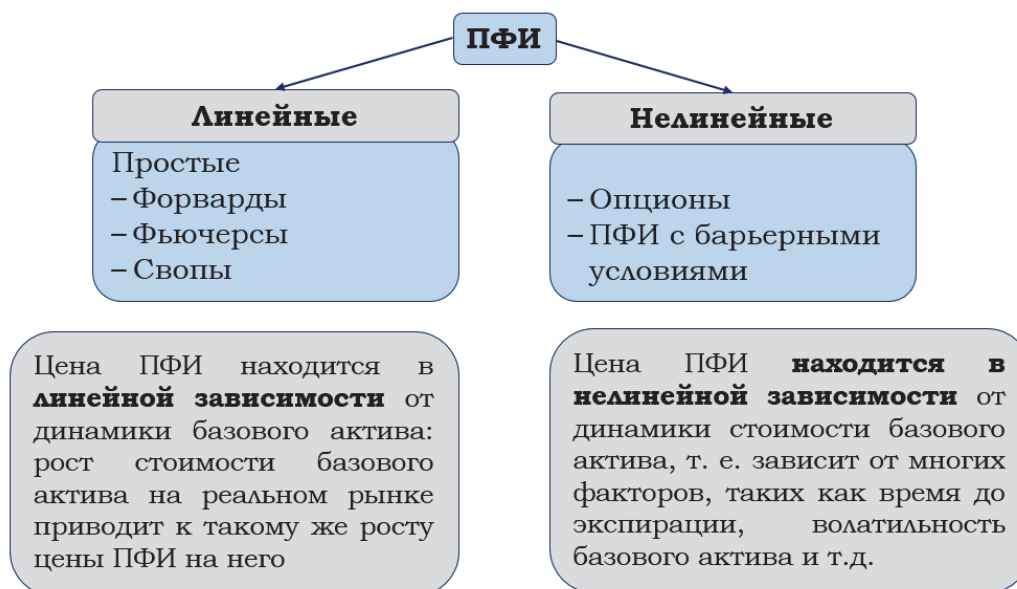 ПФИ
Линейные
Простые
– Форварды
– Фьючерсы
– Свопы
Нелинейные
– Опционы
– ПФИ с барьерными
условиями
Цена ПФИ находится в
линейной зависимости от
динамики базового актива:
рост стоимости базового
актива на реальном рынке
приводит к такому же росту
цены ПФИ на него
Цена ПФИ находится в
нелинейной зависимости от
динамики стоимости базового
актива, т. е. зависит от многих
факторов, таких как время до
экспирации, волатильность
базового актива и т.д.